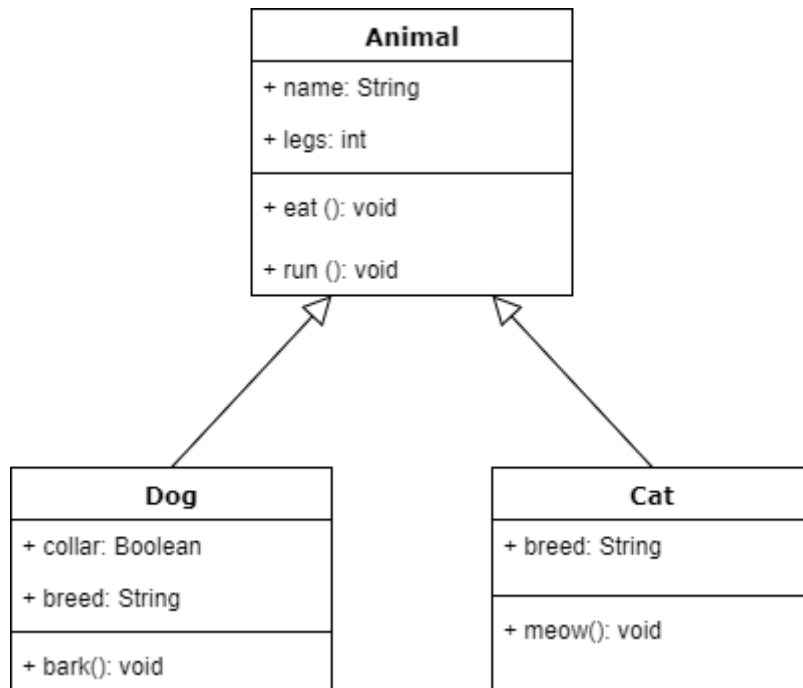 Animal
+ name: String
+ legs: int
+ eat (): void
+ run (): void
Dog
+ collar: Boolean
+ breed: String
+ bark(): void
Cat
+ breed: String
+ meow(): void